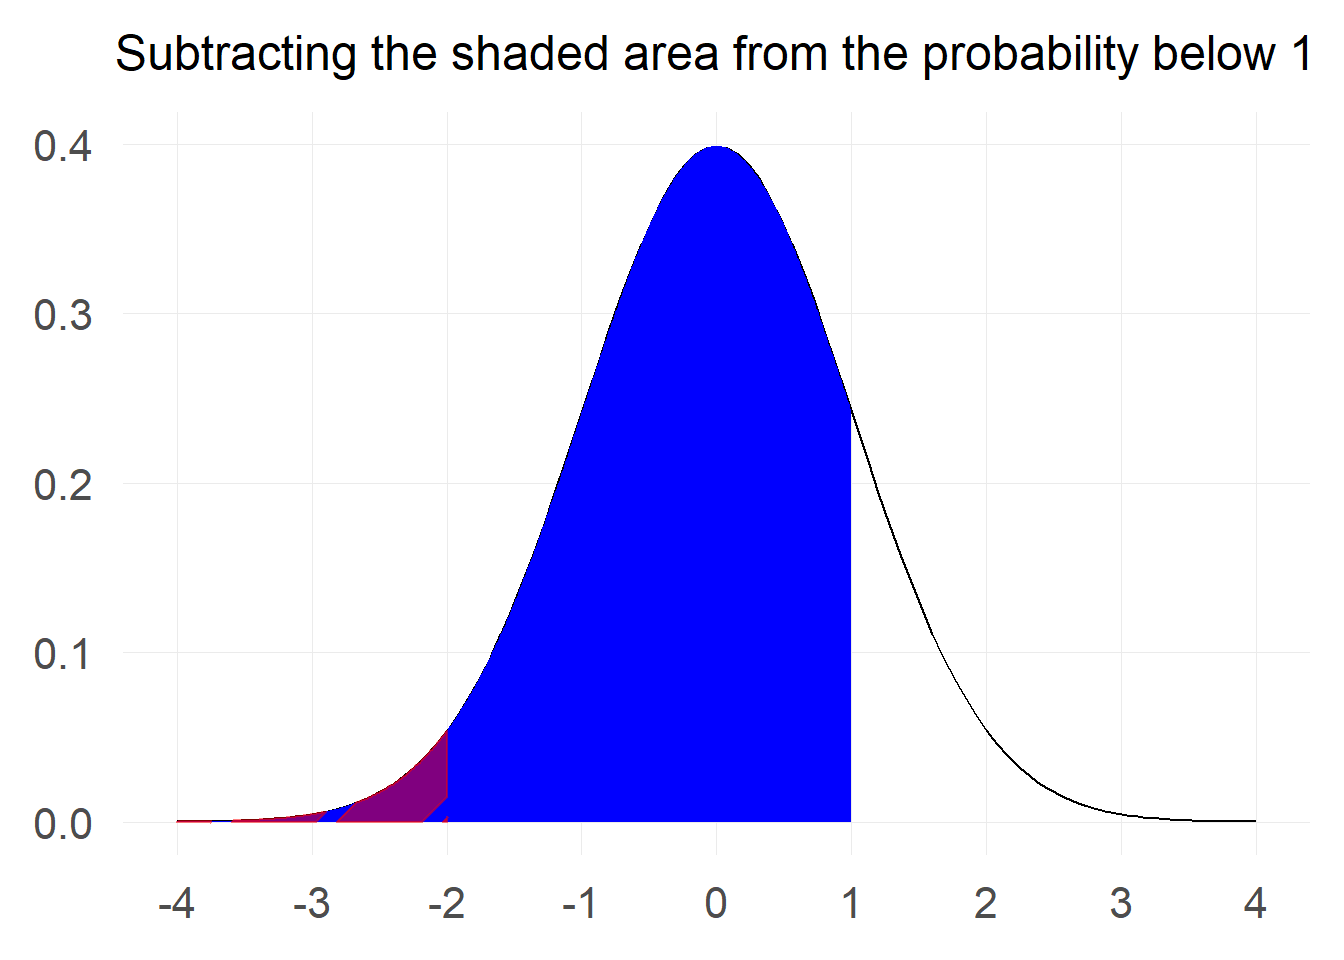 Subtracting the shaded area from the probability below 1
0.4
0.3
0.2
0.1
0.0
-4 -3 -2 -1 0 1 2 3 4